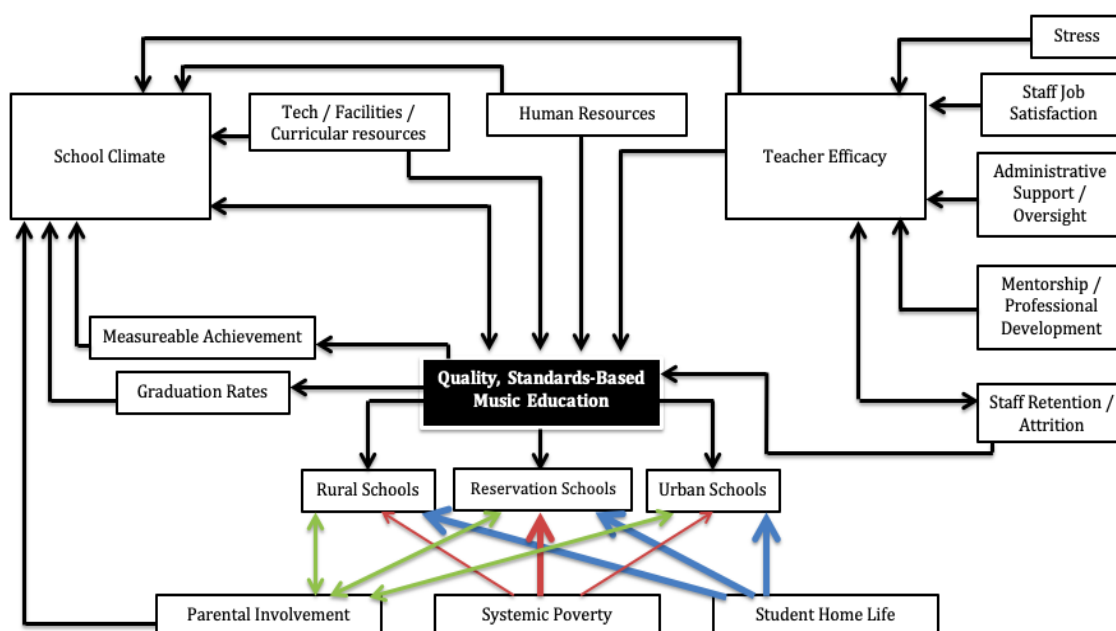 Stress
Tech / Facilities /
Curricular resources
Human Resources
Staff Job
Satisfaction
School Climate
Teacher Efficacy
Administrative
Support /
Oversight
Mentorship /
Professional
Development
Measureable Achievement
Graduation Rates
Quality, Standards-Based
Music Education
Staff Retention /
Attrition
Rural Schools
Reservation Schools
Urban Schools
Parental Involvement
Systemic Poverty
Student Home Life